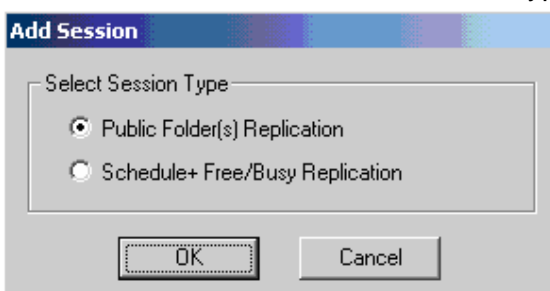 Add Session
Select Session Type
Public Folder(s) Replication
Schedule+ Free/Busy Replication
OK
Cancel